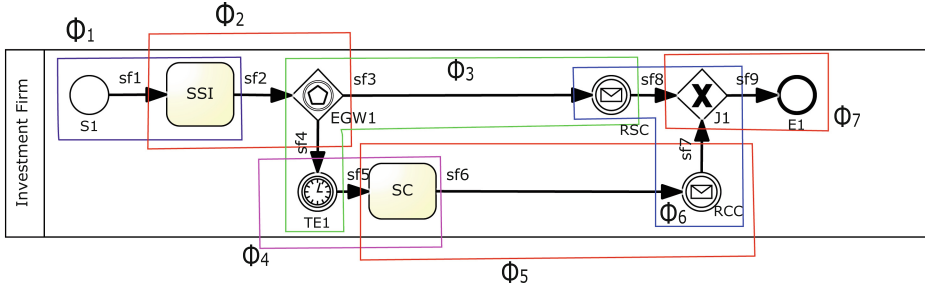 Φ1
Φ2
Investment Firm
S1
sf1
SSI
sf2
EGW1
sf3
Φ3
RSC
sf8
J1
sf9
E1
Φ7
sf4
TE1
sf5
SC
sf6
sf7
Φ6
RCC
Φ4
Φ5